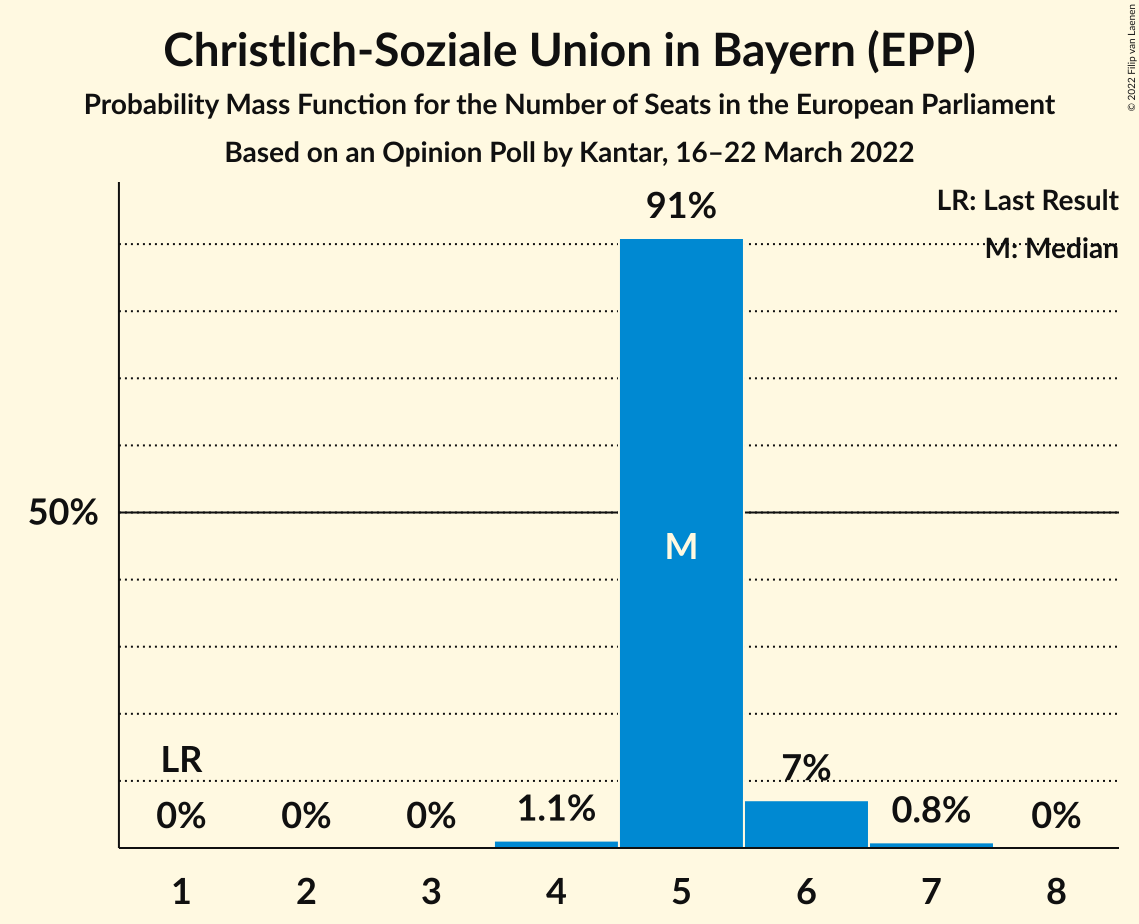 Christlich-Soziale Union in Bayern (EPP)
Probability Mass Function for the Number of Seats in the European Parliament
Based on an Opinion Poll by Kantar, 16–22 March 2022
© 2022 Filip van Laenen
LR: Last Result
M: Median
91%
50%
M
LR
0%
0%
0%
1.1%
7%
0.8%
0%
1 2 3 4 5 6 7 8